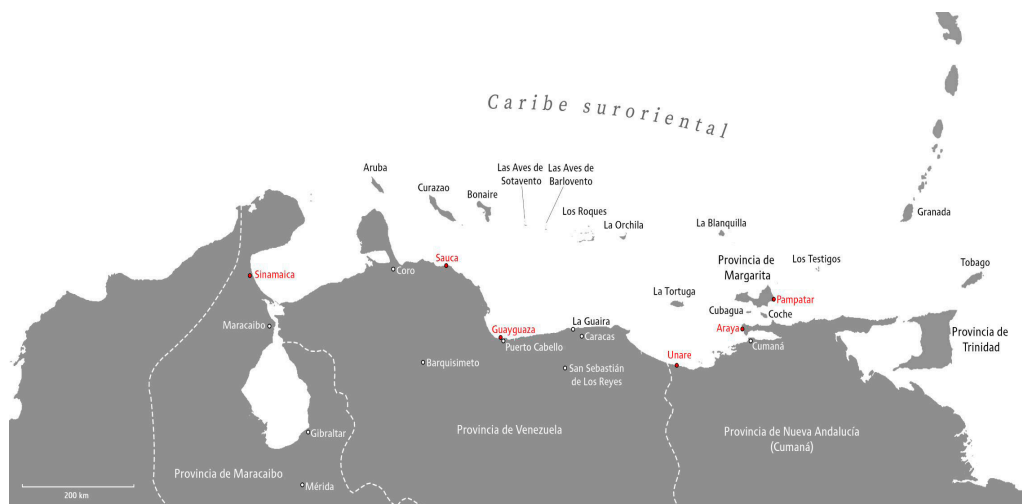 Caribe suroriental
Aruba
Curazao
Bonaire
Las Aves de
Sotavento
Las Aves de
Barlovento
Los Roques
La Orchila
La Blanquilla
Granada
Provincia de
Margarita
Los Testigos
Tobago
Sinamaica
Coro
Sauca
La Tortuga
Pampatar
Cubagua
Coche
Maracaibo
Guayguaza
Puerto Cabello
La Guaira
Caracas
Araya
Cumaná
Provincia de
Trinidad
Unare
Barquisimeto
San Sebastián
de Los Reyes
Gibraltar
Provincia de Venezuela
Provincia de Nueva Andalucía
(Cumaná)
Provincia de Maracaibo
Mérida
200 km